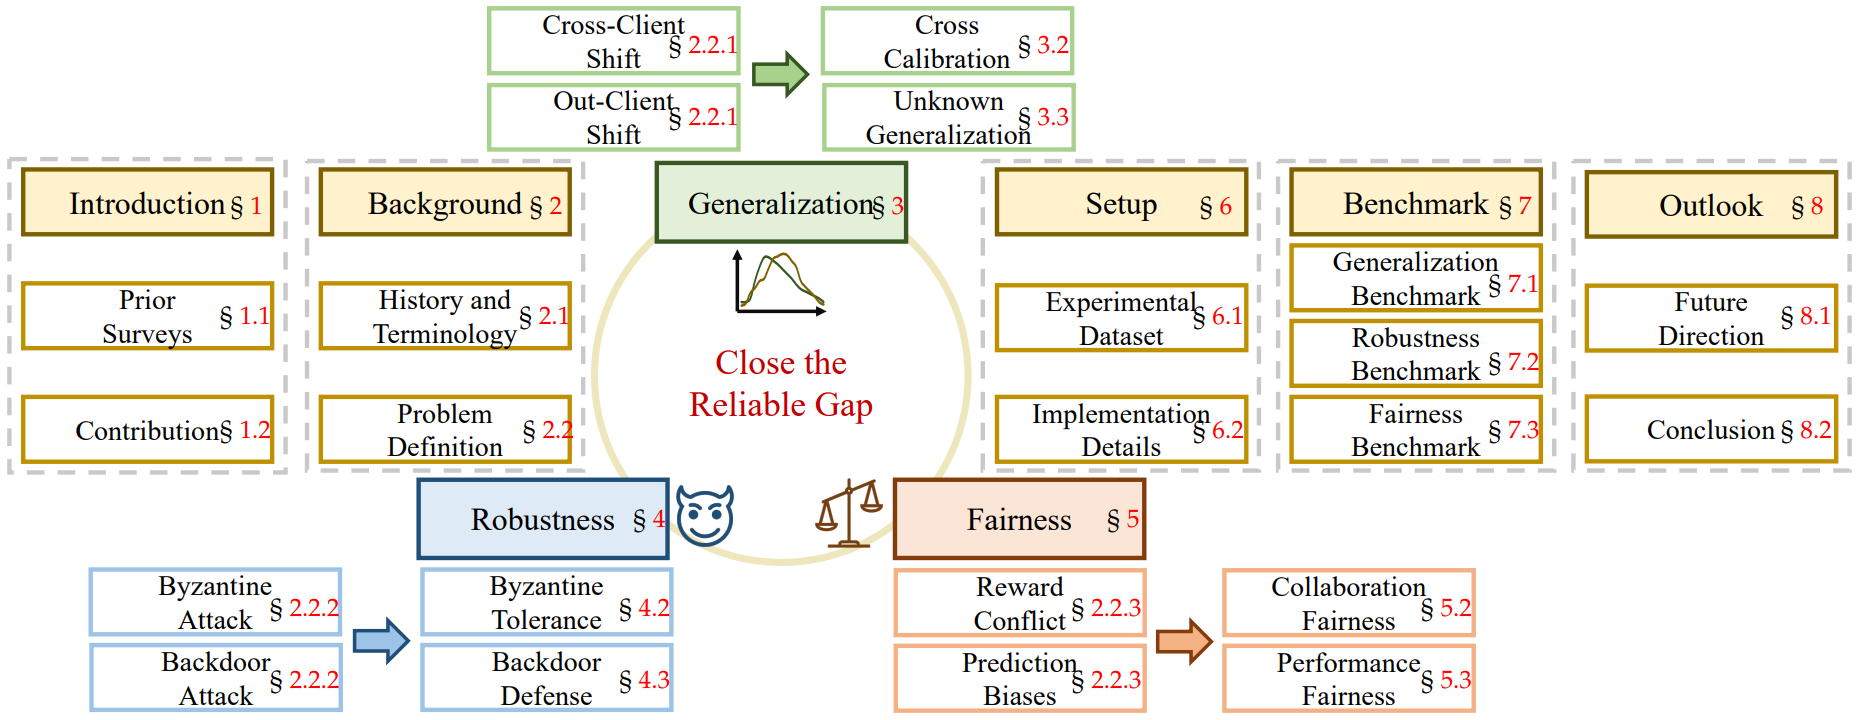 Cross-Client
Shift
§ 2.2.1
Cross
Calibration
§ 3.2
Out-Client
Shift
§ 2.2.1
Unknown
Generalization
§ 3.3
Introduction § 1
Prior
Surveys
§ 1.1
Contribution § 1.2
Background § 2
History and
Terminology
§ 2.1
Problem
Definition
§ 2.2
Generalization § 3
Close the
Reliable Gap
Setup § 6
Experimental
Dataset
§ 6.1
Implementation
Details
§ 6.2
Benchmark § 7
Generalization
Benchmark
§ 7.1
Robustness
Benchmark
§ 7.2
Fairness
Benchmark
§ 7.3
Outlook § 8
Future
Direction
§ 8.1
Conclusion § 8.2
Robustness § 4
Byzantine
Attack
§ 2.2.2
Byzantine
Tolerance
§ 4.2
Backdoor
Attack
§ 2.2.2
Backdoor
Defense
§ 4.3
Fairness § 5
Reward
Conflict
§ 2.2.3
Collaboration
Fairness
§ 5.2
Prediction
Biases
§ 2.2.3
Performance
Fairness
§ 5.3